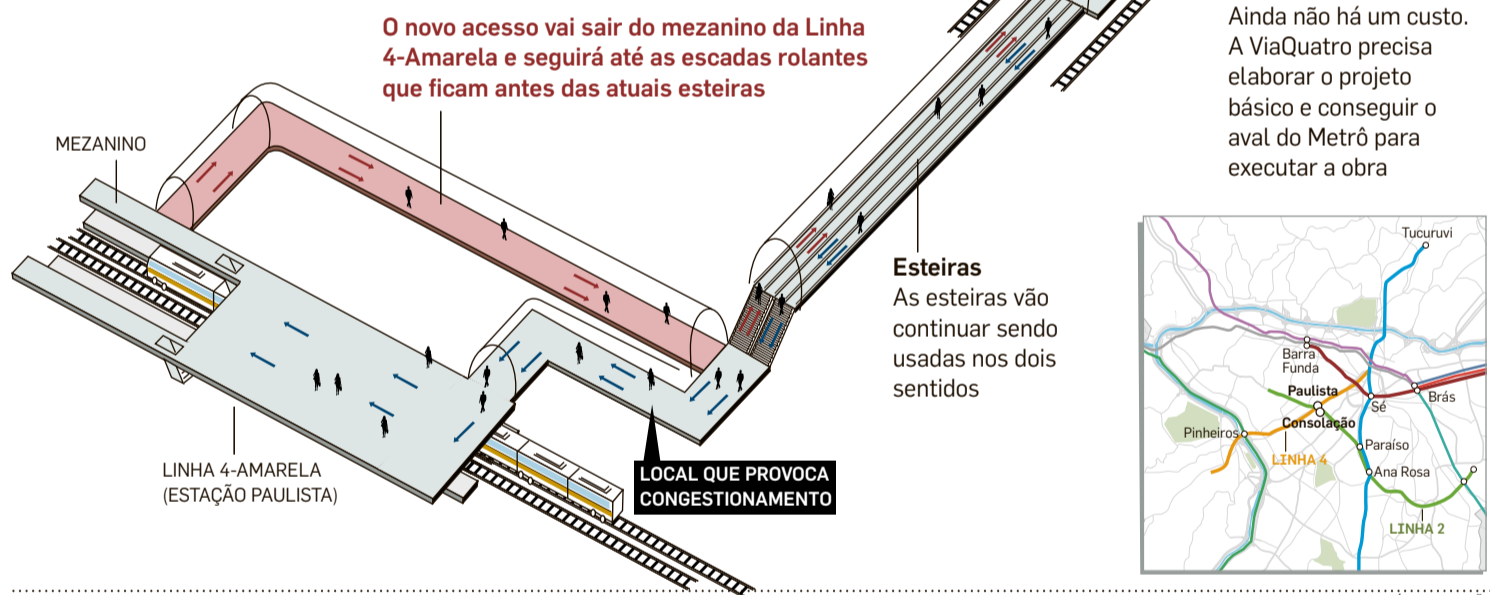 O novo acesso vai sair do mezanino da Linha
4-Amarela e seguirá até as escadas rolantes
que ficam antes das atuais esteiras
Ainda não há um custo.
A ViaQuatro precisa
elaborar o projeto
básico e conseguir o
aval do Metrô para
executar a obra
MEZANINO
Esteiras
As esteiras vão
continuar sendo
usadas nos dois
sentidos
LINHA 4-AMARELA
(ESTAÇÃO PAULISTA)
LOCAL QUE PROVOCA
CONGESTIONAMENTO
Tucuruvi
Barra
Funda
Paulista
Sé
Brás
Consolação
Pinheiros
Paraíso
LINHA 4
Ana Rosa
LINHA 2